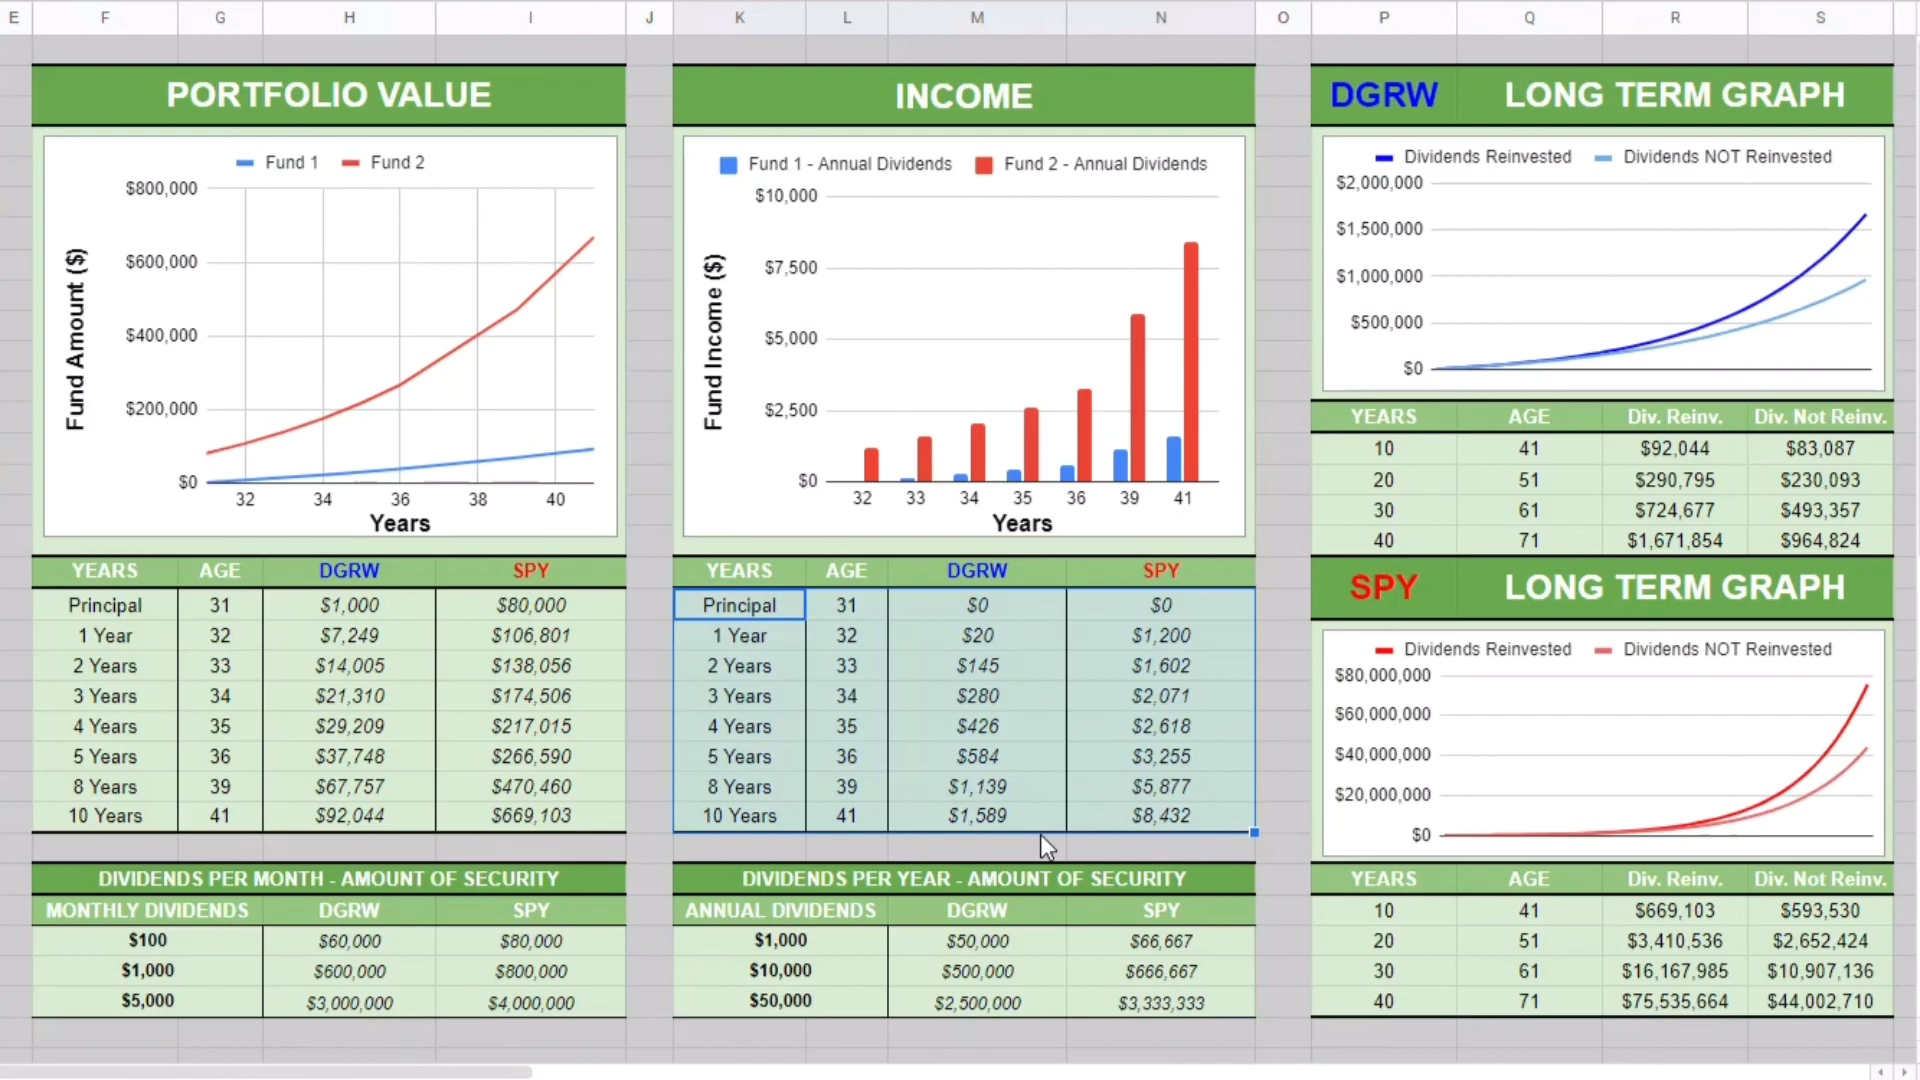 E F G H I J K L M N O P Q R S
PORTFOLIO VALUE
Fund 1 Fund 2
$800,000
$600,000
$400,000
$200,000
$0
Fund Amount ($)
32 34 36 38 40
Years
YEARS AGE DGRW SPY
Principal 31 $1,000 $80,000
1 Year 32 $7,249 $106,801
2 Years 33 $14,005 $138,056
3 Years 34 $21,310 $174,506
4 Years 35 $29,209 $217,015
5 Years 36 $37,748 $266,590
8 Years 39 $67,757 $470,460
10 Years 41 $92,044 $669,103
DIVIDENDS PER MONTH - AMOUNT OF SECURITY
MONTHLY DIVIDENDS DGRW SPY
$100 $60,000 $80,000
$1,000 $600,000 $800,000
$5,000 $3,000,000 $4,000,000
INCOME
Fund 1 - Annual Dividends Fund 2 - Annual Dividends
$10,000
$7,500
$5,000
$2,500
$0
Fund Income ($)
32 33 34 35 36 39 41
Years
YEARS AGE DGRW SPY
Principal 31 $0 $0
1 Year 32 $20 $1,200
2 Years 33 $145 $1,602
3 Years 34 $280 $2,071
4 Years 35 $426 $2,618
5 Years 36 $584 $3,255
8 Years 39 $1,139 $5,877
10 Years 41 $1,589 $8,432
DIVIDENDS PER YEAR - AMOUNT OF SECURITY
ANNUAL DIVIDENDS DGRW SPY
$1,000 $50,000 $66,667
$10,000 $500,000 $666,667
$50,000 $2,500,000 $3,333,333
DGRW LONG TERM GRAPH
Dividends Reinvested Dividends NOT Reinvested
$2,000,000
$1,500,000
$1,000,000
$500,000
$0
YEARS AGE Div. Reinv. Div. Not Reinv.
10 41 $92,044 $83,087
20 51 $290,795 $230,093
30 61 $724,677 $493,357
40 71 $1,671,854 $964,824
SPY LONG TERM GRAPH
Dividends Reinvested Dividends NOT Reinvested
$80,000,000
$60,000,000
$40,000,000
$20,000,000
$0
YEARS AGE Div. Reinv. Div. Not Reinv.
10 41 $669,103 $593,530
20 51 $3,410,536 $2,652,424
30 61 $16,167,985 $10,907,136
40 71 $75,535,664 $44,002,710